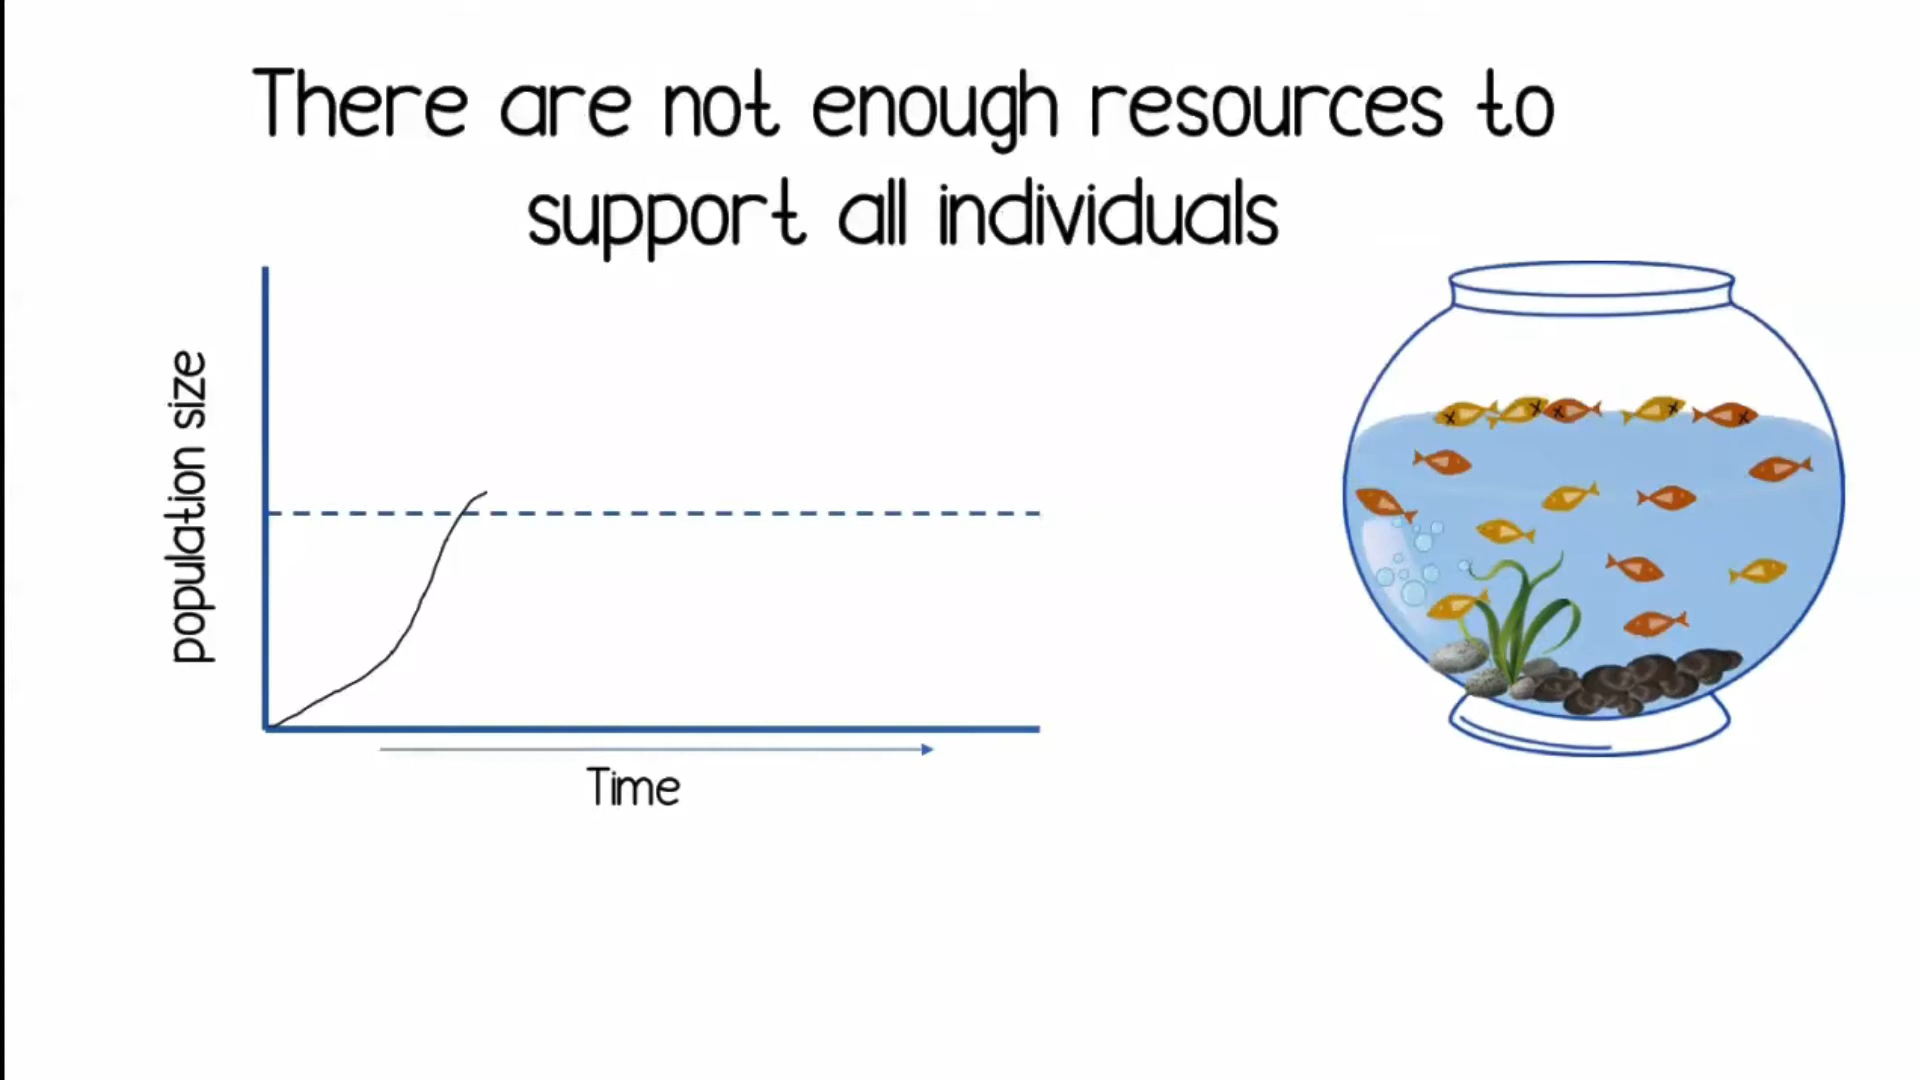 There are not enough resources to
support all individuals
population size
Time